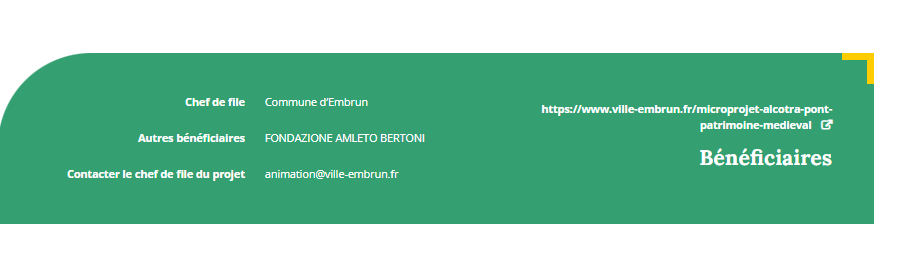 Chef de file Commune d'Embrun
Autres bénéficiaires FONDAZIONE AMLETO BERTONI
Contacter le chef de file du projet animation@ville-embrun.fr
https://www.ville-embrun.fr/microprojet-alcotra-pont-
patrimoine-medieval
Bénéficiaires